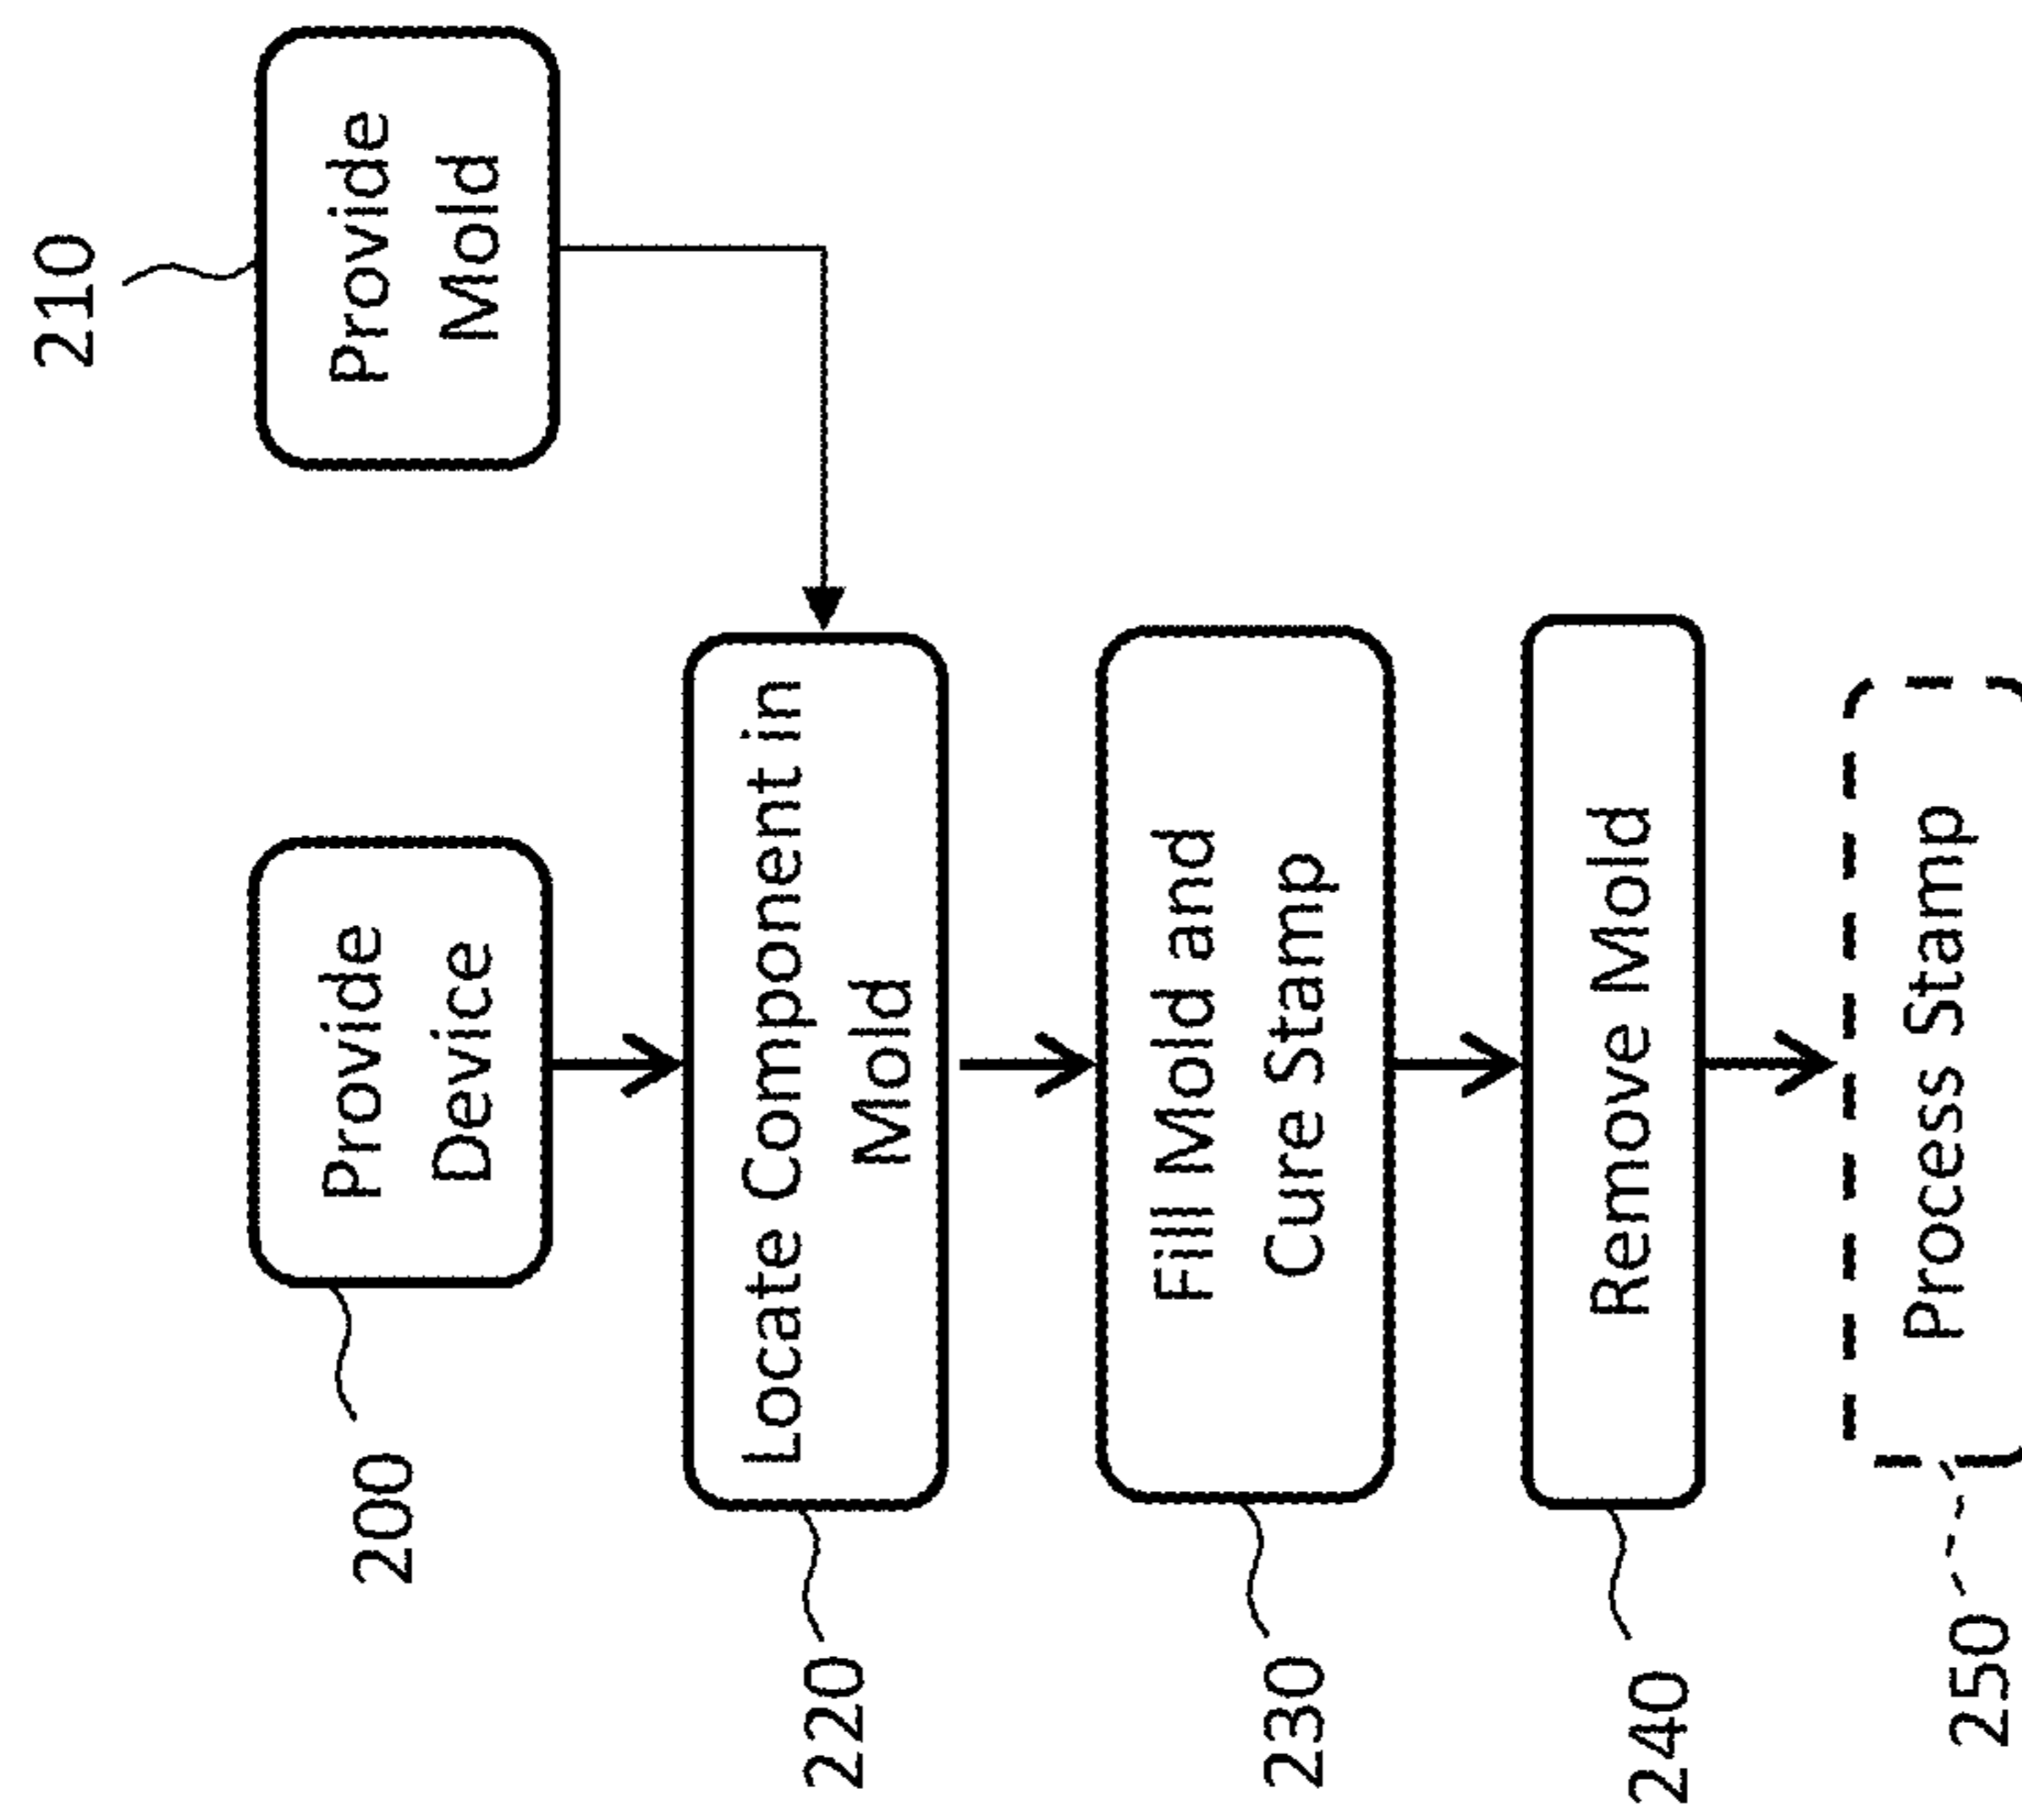 200
Provide
Device
210
Provide
Mold
220
Locate Component in
Mold
230
Fill Mold and
Cure Stamp
240
Remove Mold
250
Process Stamp